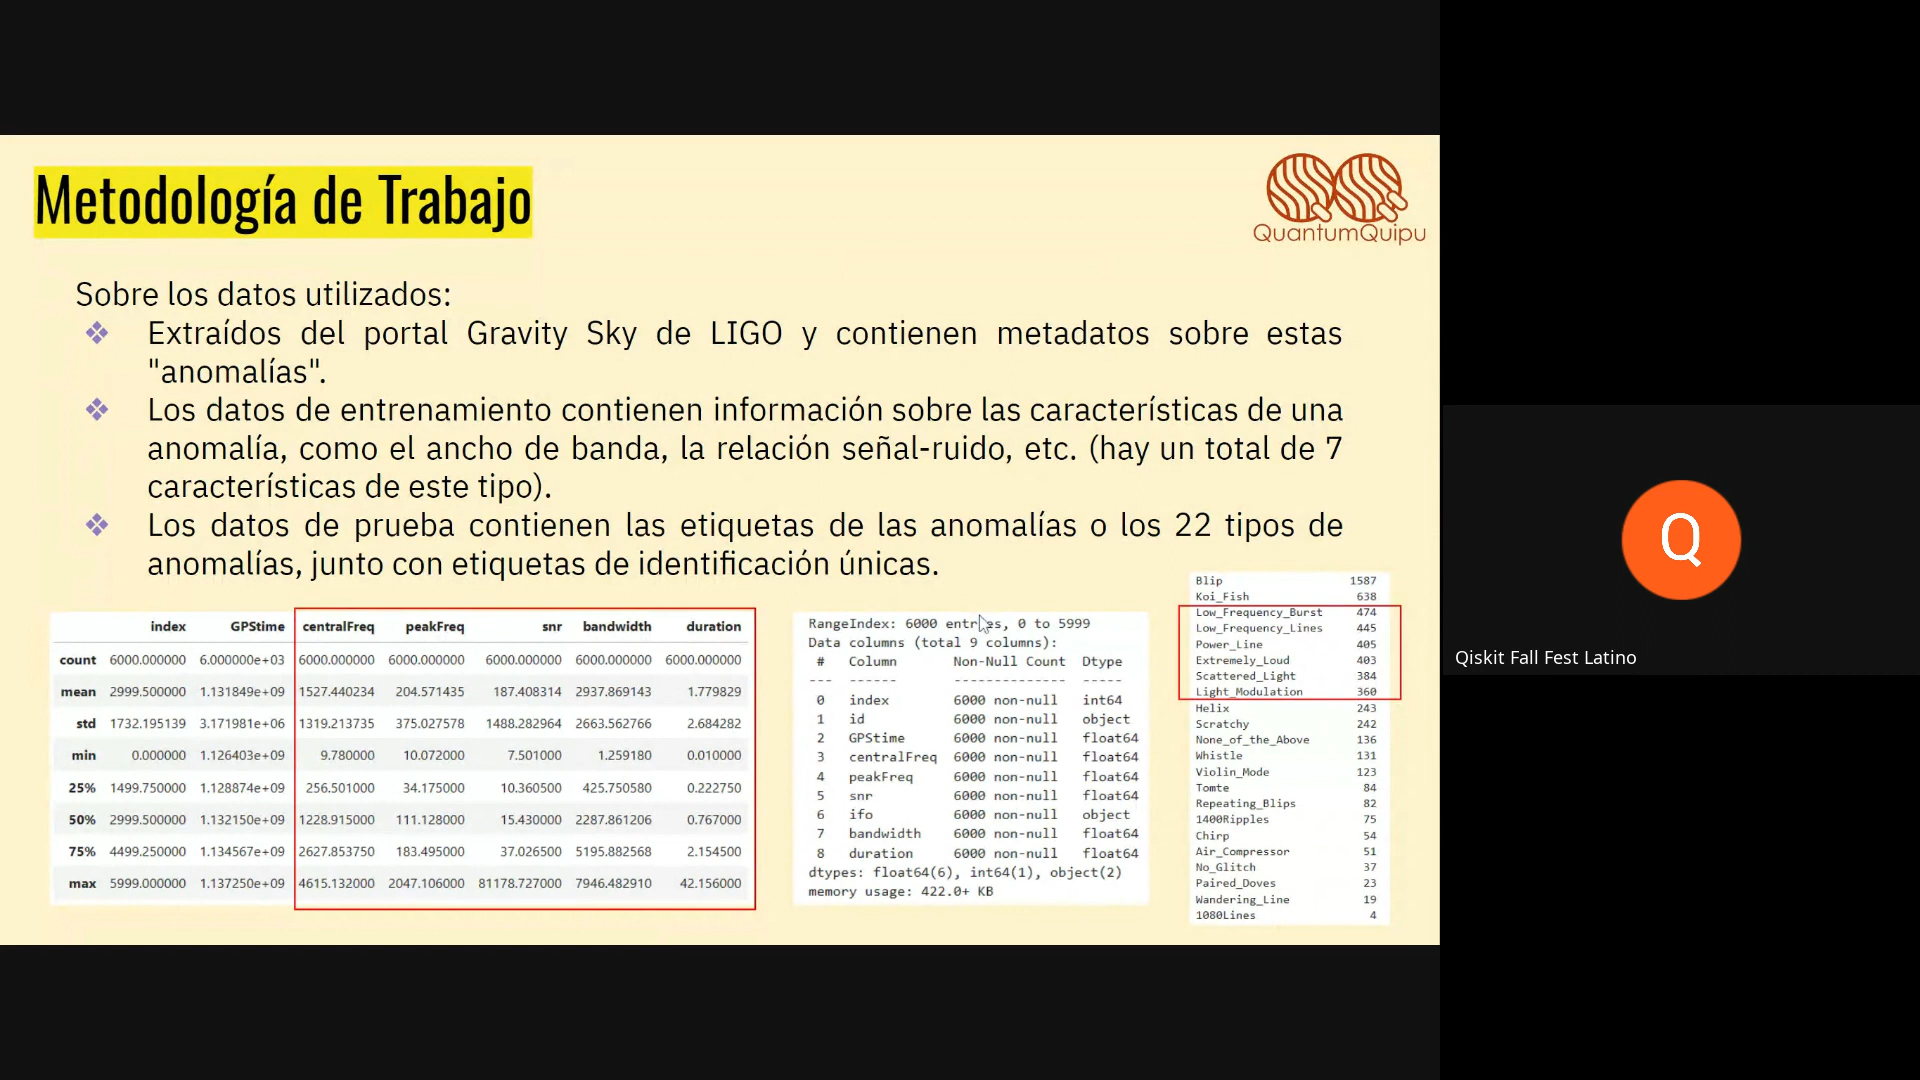 Metodología de Trabajo
QuantumQuipu
Sobre los datos utilizados:
❖ Extraídos del portal Gravity Sky de LIGO y contienen metadatos sobre estas
"anomalías".
❖ Los datos de entrenamiento contienen información sobre las características de una
anomalía, como el ancho de banda, la relación señal-ruido, etc. (hay un total de 7
características de este tipo).
❖ Los datos de prueba contienen las etiquetas de las anomalías o los 22 tipos de
anomalías, junto con etiquetas de identificación únicas.
index GPStime centralFreq peakFreq snr bandwidth duration
count 6000.000000 6.000000e+03 6000.000000 6000.000000 6000.000000 6000.000000 6000.000000
mean 2999.500000 1.131849e+09 1527.440234 204.571435 187.408314 2937.869143 1.779829
std 1732.195139 3.171981e+06 1319.213735 375.027578 1488.282964 2663.562766 2.684282
min 0.000000 1.126403e+09 9.780000 10.072000 7.501000 1.259180 0.010000
25% 1499.750000 1.128874e+09 256.501000 34.175000 10.360500 425.750580 0.222750
50% 2999.500000 1.132150e+09 1228.915000 111.128000 15.430000 2287.861206 0.767000
75% 4499.250000 1.134567e+09 2627.853750 183.495000 37.026500 5195.882568 2.154500
max 5999.000000 1.137250e+09 4615.132000 2047.106000 81178.727000 7946.482910 42.156000
RangeIndex: 6000 entries, 0 to 5999
Data columns (total 9 columns):
# Column Non-Null Count Dtype
--- ------ -------------- -----
0 index 6000 non-null int64
1 id 6000 non-null object
2 GPStime 6000 non-null float64
3 centralFreq 6000 non-null float64
4 peakFreq 6000 non-null float64
5 snr 6000 non-null float64
6 ifo 6000 non-null object
7 bandwidth 6000 non-null float64
8 duration 6000 non-null float64
dtypes: float64(6), int64(1), object(2)
memory usage: 422.0+ KB
Blip 1587
Koi_Fish 638
Low_Frequency_Burst 474
Low_Frequency_Lines 445
Power_Line 405
Extremely_Loud 403
Scattered_Light 384
Light_Modulation 360
Helix 243
Scratchy 242
None_of_the_Above 136
Whistle 131
Violin_Mode 123
Tomte 84
Repeating_Blips 82
1400Ripples 75
Chirp 54
Air_Compressor 51
No_Glitch 37
Paired_Doves 23
Wandering_Line 19
1080Lines 4
Q
Qiskit Fall Fest Latino